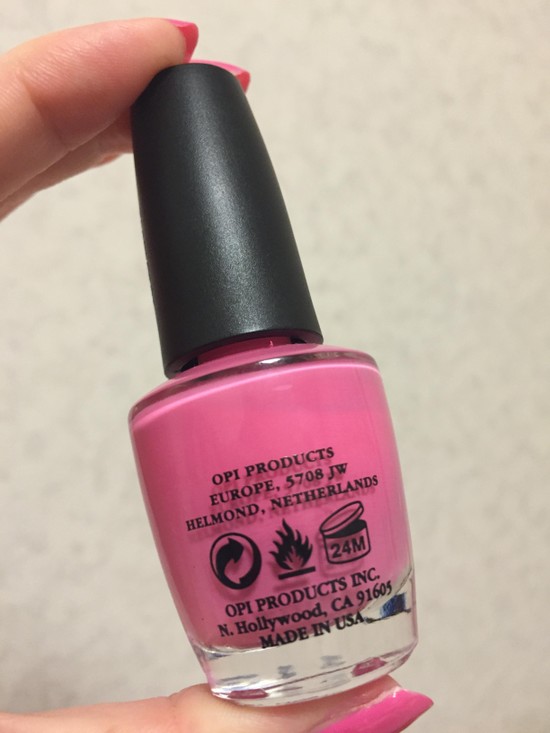 OPI PRODUCTS
EUROPE, 5708 JW
HELMOND, NETHERLANDS
24M
OPI PRODUCTS INC.
N. Hollywood, CA 91605
MADE IN USA